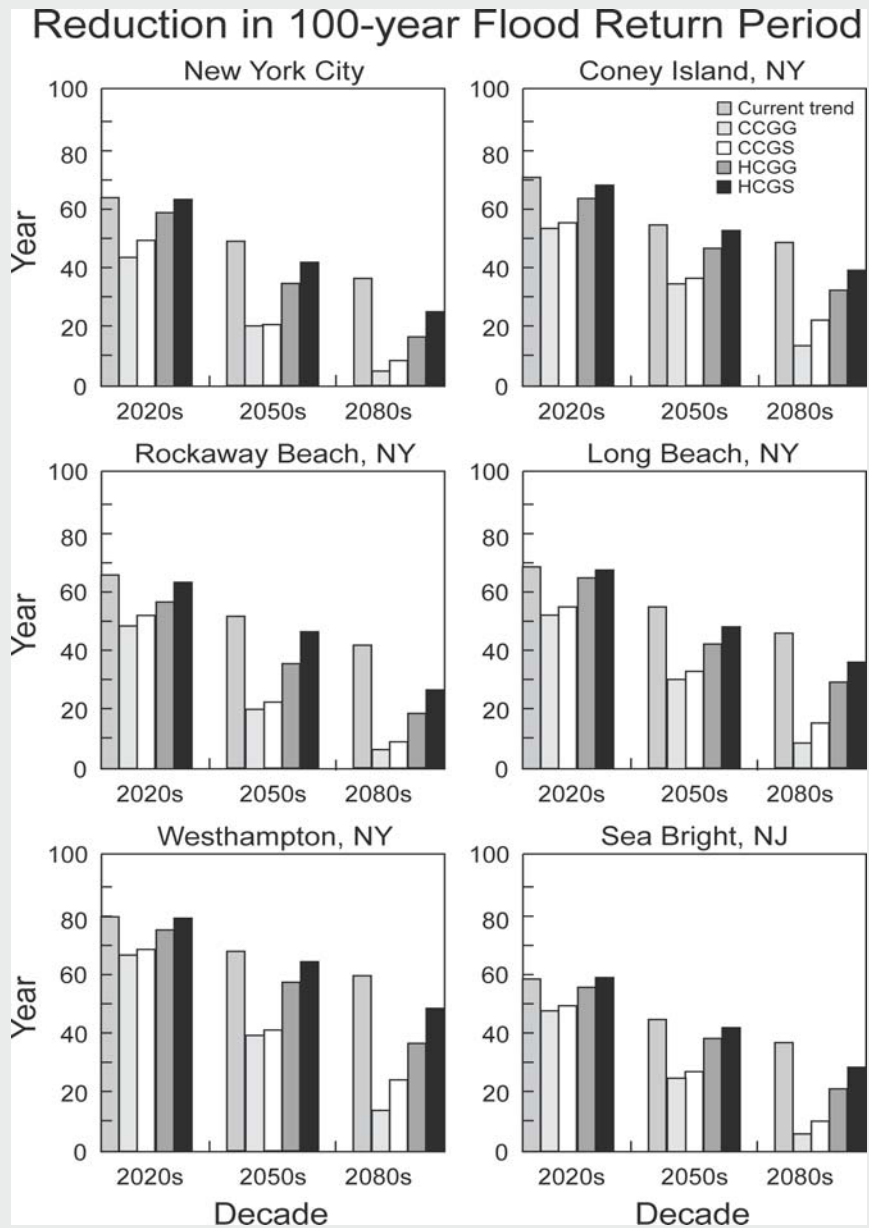 Reduction in 100-year Flood Return Period
New York City
Year
100
80
60
40
20
0
2020s 2050s 2080s
Coney Island, NY
100
80
60
40
20
0
Current trend
CCGG
CCGS
HCGG
HCGS
2020s 2050s 2080s
Rockaway Beach, NY
Year
100
80
60
40
20
0
2020s 2050s 2080s
Long Beach, NY
100
80
60
40
20
0
2020s 2050s 2080s
Westhampton, NY
Year
100
80
60
40
20
0
2020s 2050s 2080s
Decade
Sea Bright, NJ
100
80
60
40
20
0
2020s 2050s 2080s
Decade